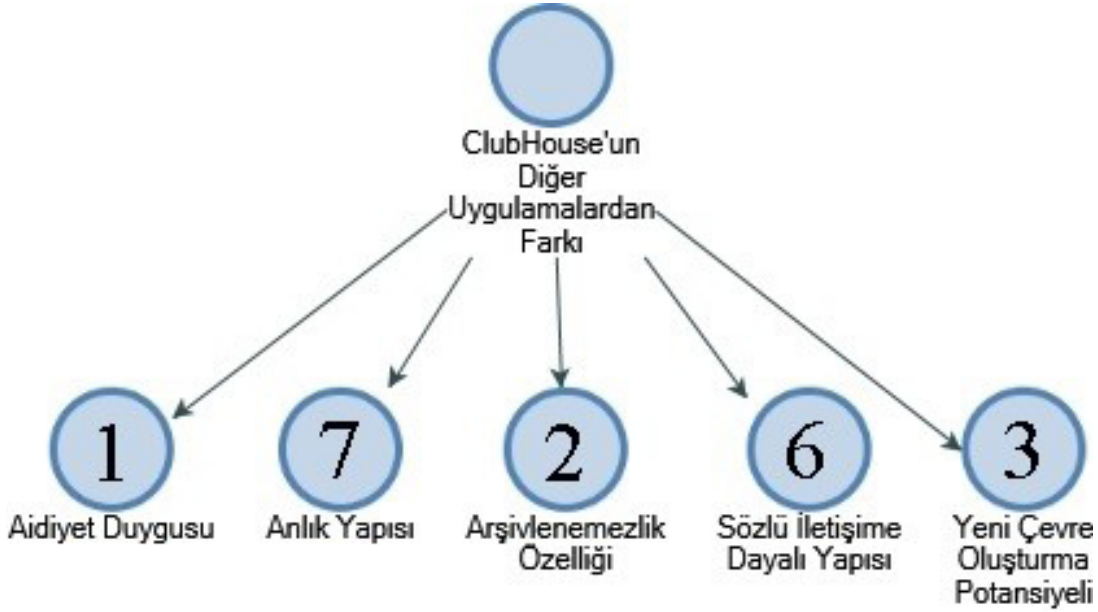 ClubHouse'un
Diğer
Uygulamalardan
Farkı
1
7
2
6
3
Aidiyet Duygusu
Anlık Yapısı
Arşivlenemezlik
Özelliği
Sözlü İletişime
Dayalı Yapısı
Yeni Çevre
Oluşturma
Potansiyeli